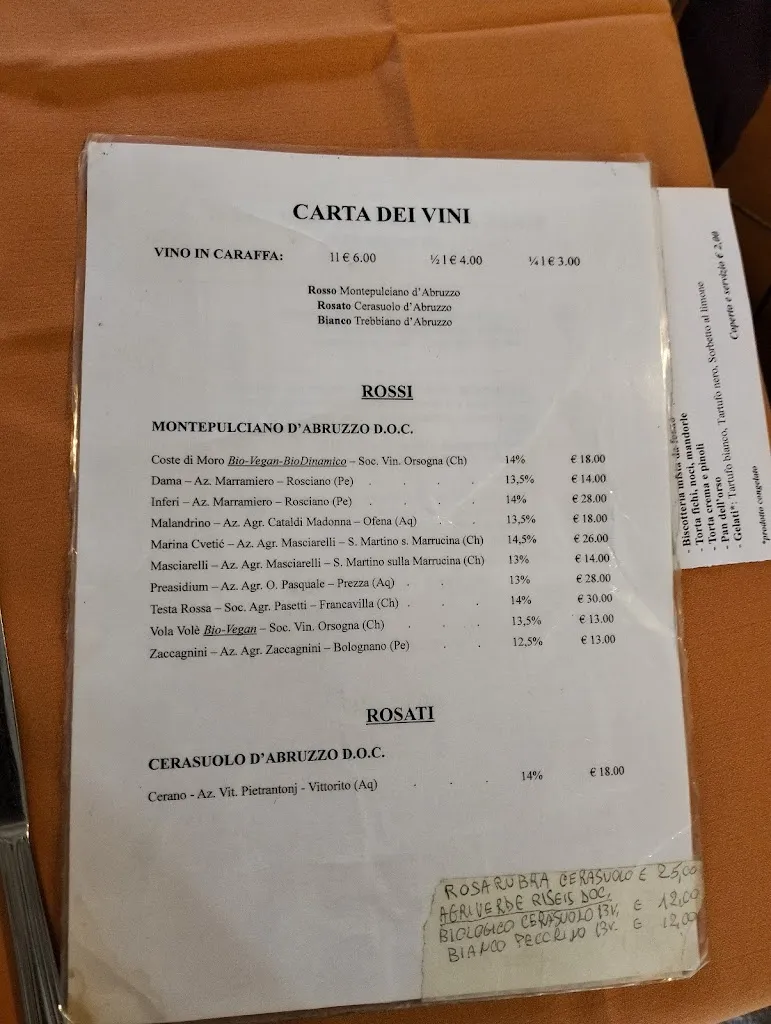 CARTA DEI VINI
VINO IN CARAFFA: 1l € 6.00 ½ l € 4.00 ¼ l € 3.00
Rosso Montepulciano d'Abruzzo
Rosato Cerasuolo d'Abruzzo
Bianco Trebbiano d'Abruzzo
ROSSI
MONTEPULCIANO D'ABRUZZO D.O.C.
Coste di Moro Bio-Vegan-BioDinamico – Soc. Vin. Orsogna (Ch) 14% € 18.00
Dama – Az. Marramiero – Rosciano (Pe) . . . 13,5% € 14.00
Inferi – Az. Marramiero – Rosciano (Pe) . . . 14% € 28.00
Malandrino – Az. Agr. Cataldi Madonna – Ofena (Aq) . . 13,5% € 18.00
Marina Cvetić – Az. Agr. Masciarelli – S. Martino s. Marrucina (Ch) 14,5% € 26.00
Masciarelli – Az. Agr. Masciarelli – S. Martino sulla Marrucina (Ch) 13% € 14.00
Preasidium – Az. Agr. O. Pasquale – Prezza (Aq) . . . 13% € 28.00
Testa Rossa – Soc. Agr. Pasetti – Francavilla (Ch) . . . 14% € 30.00
Vola Volè Bio-Vegan – Soc. Vin. Orsogna (Ch) . . . 13,5% € 13.00
Zaccagnini – Az. Agr. Zaccagnini – Bolognano (Pe) . . 12,5% € 13.00
ROSATI
CERASUOLO D'ABRUZZO D.O.C.
Cerano - Az. Vit. Pietrantonj - Vittorito (Aq) . . . 14% € 18.00
ROSARUBRA CERASUOLO € 25,00
AGRIVERDE RISEIS DOC.
BIOLOGICO CERASUOLO 13V. € 12,00
BIANCO PECORINO 13V. € 12,00
- Biscotteria mista da
- Torta fichi, noci, mandorle
- Torta crema e pinoli
- Pan dell'orso
- Gelati*: Tartufo bianco, Tartufo nero, Sorbetto al limone
Coperto e servizio € 2,00
*prodotto congelato